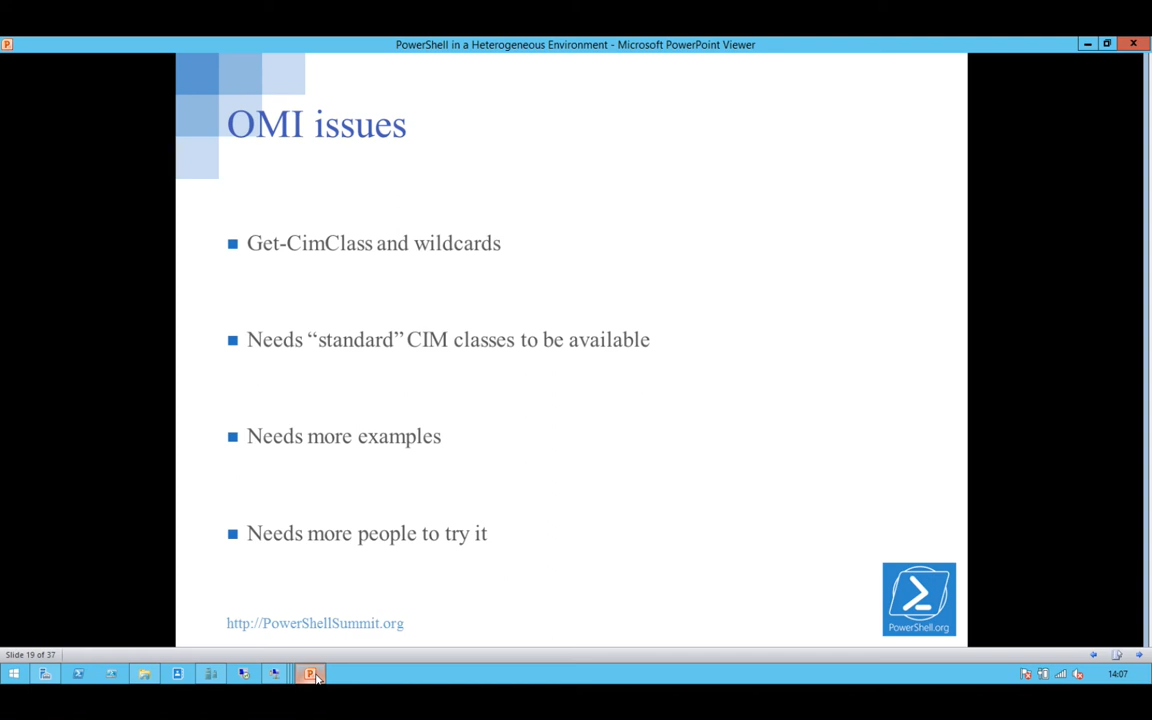 PowerShell in a Heterogeneous Environment - Microsoft PowerPoint Viewer
OMI issues
Get-CimClass and wildcards
Needs “standard” CIM classes to be available
Needs more examples
Needs more people to try it
http://PowerShellSummit.org
PowerShell.org
Slide 19 of 37
14:07